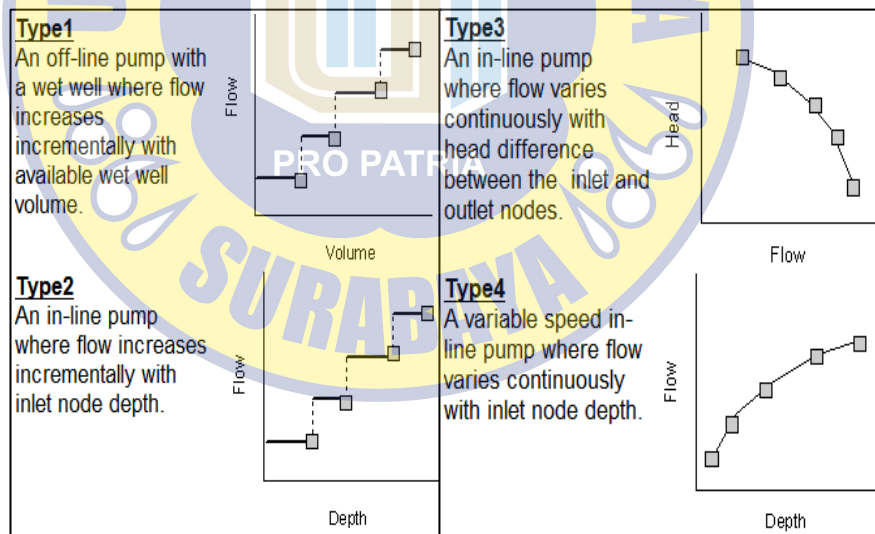 Type1
An off-line pump with
a wet well where flow
increases
incrementally with
available wet well
volume.
Flow
Volume
Type3
An in-line pump
where flow varies
continuously with
head difference
between the inlet and
outlet nodes.
Head
Flow
Type2
An in-line pump
where flow increases
incrementally with
inlet node depth.
Flow
Depth
Type4
A variable speed in-
line pump where flow
varies continuously
with inlet node depth.
Flow
Depth
PRO PATRIA
SURABAYA